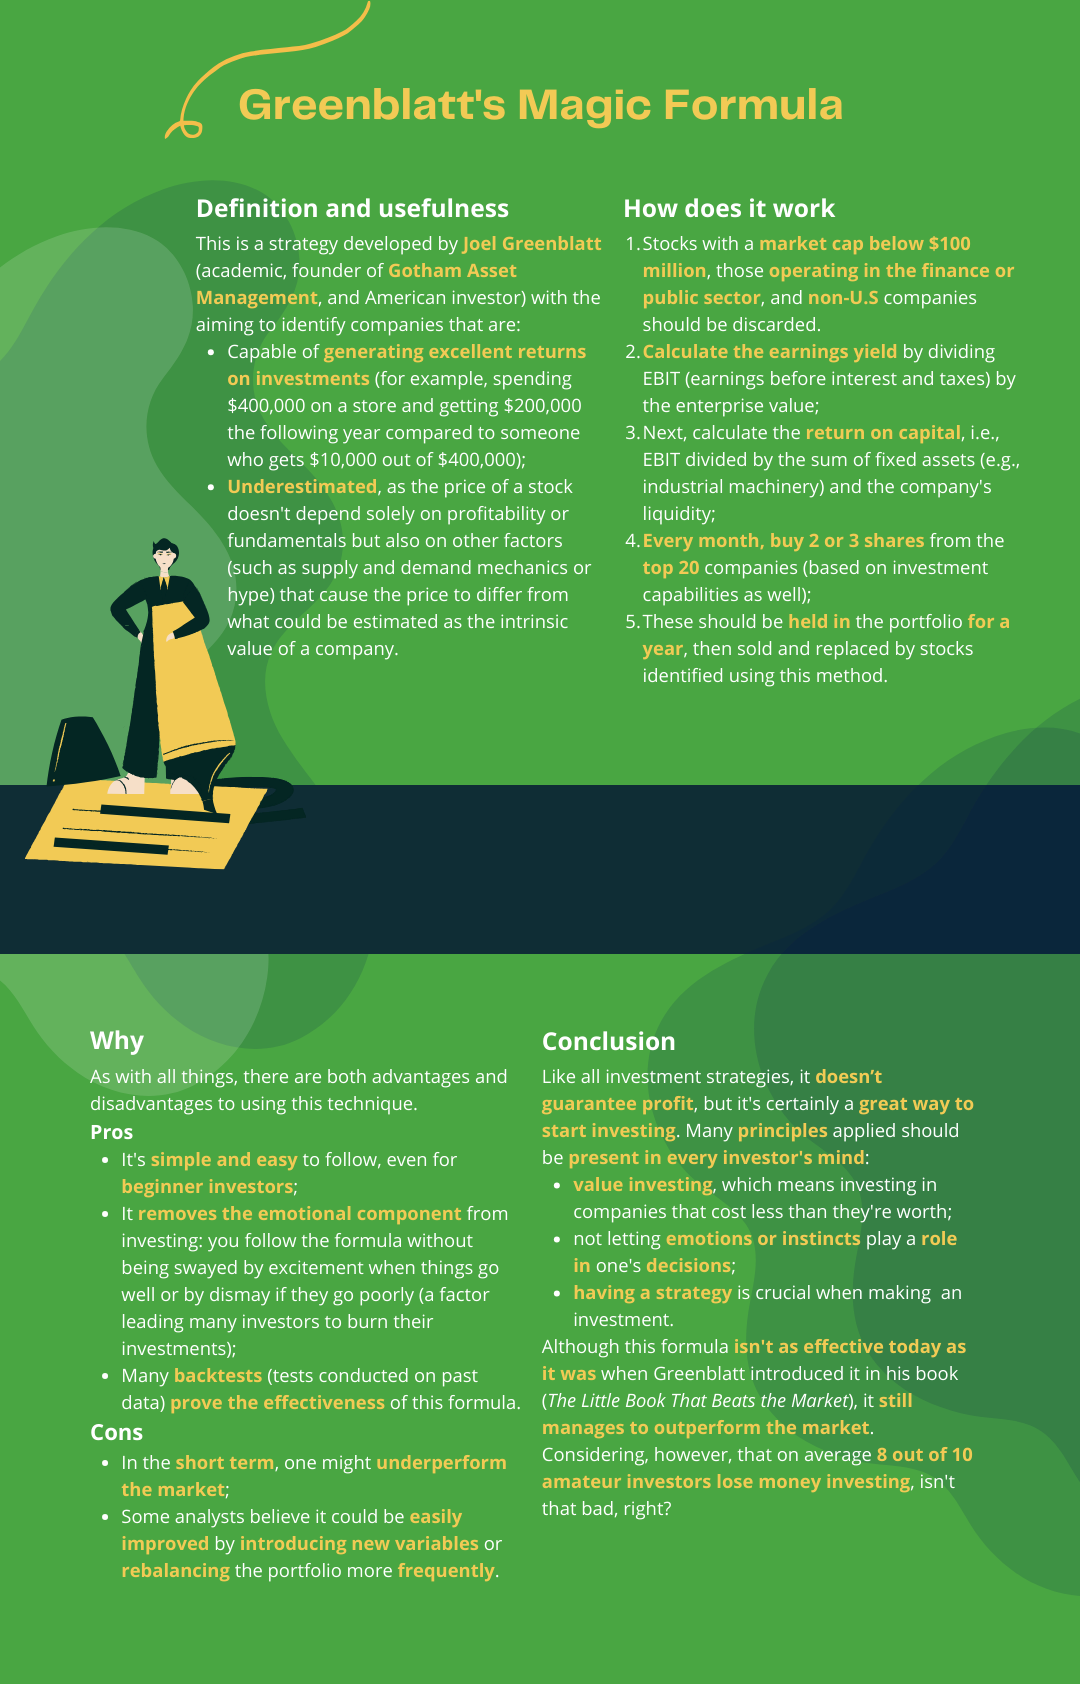 Greenblatt's Magic Formula
Definition and usefulness
This is a strategy developed by Joel Greenblatt
(academic, founder of Gotham Asset
Management, and American investor) with the
aiming to identify companies that are:
• Capable of generating excellent returns
on investments (for example, spending
$400,000 on a store and getting $200,000
the following year compared to someone
who gets $10,000 out of $400,000);
• Underestimated, as the price of a stock
doesn't depend solely on profitability or
fundamentals but also on other factors
(such as supply and demand mechanics or
hype) that cause the price to differ from
what could be estimated as the intrinsic
value of a company.
How does it work
1. Stocks with a market cap below $100
million, those operating in the finance or
public sector, and non-U.S companies
should be discarded.
2. Calculate the earnings yield by dividing
EBIT (earnings before interest and taxes) by
the enterprise value;
3. Next, calculate the return on capital, i.e.,
EBIT divided by the sum of fixed assets (e.g.,
industrial machinery) and the company's
liquidity;
4. Every month, buy 2 or 3 shares from the
top 20 companies (based on investment
capabilities as well);
5. These should be held in the portfolio for a
year, then sold and replaced by stocks
identified using this method.
Why
As with all things, there are both advantages and
disadvantages to using this technique.
Pros
• It's simple and easy to follow, even for
beginner investors;
• It removes the emotional component from
investing: you follow the formula without
being swayed by excitement when things go
well or by dismay if they go poorly (a factor
leading many investors to burn their
investments);
• Many backtests (tests conducted on past
data) prove the effectiveness of this formula.
Cons
• In the short term, one might underperform
the market;
• Some analysts believe it could be easily
improved by introducing new variables or
rebalancing the portfolio more frequently.
Conclusion
Like all investment strategies, it doesn’t
guarantee profit, but it's certainly a great way to
start investing. Many principles applied should
be present in every investor's mind:
• value investing, which means investing in
companies that cost less than they're worth;
• not letting emotions or instincts play a role
in one's decisions;
• having a strategy is crucial when making  an
investment.
Although this formula isn't as effective today as
it was when Greenblatt introduced it in his book
(The Little Book That Beats the Market), it still
manages to outperform the market.
Considering, however, that on average 8 out of 10
amateur investors lose money investing, isn't
that bad, right?